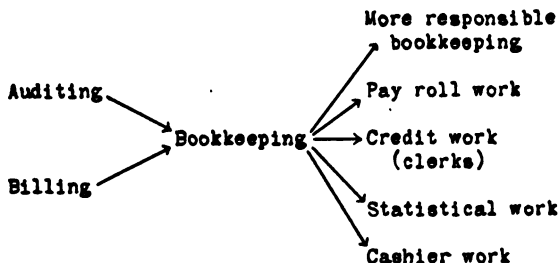 More responsible
bookkeeping
Auditing
Pay roll work
Bookkeeping
Credit work
(clerks)
Billing
Statistical work
Cashier work